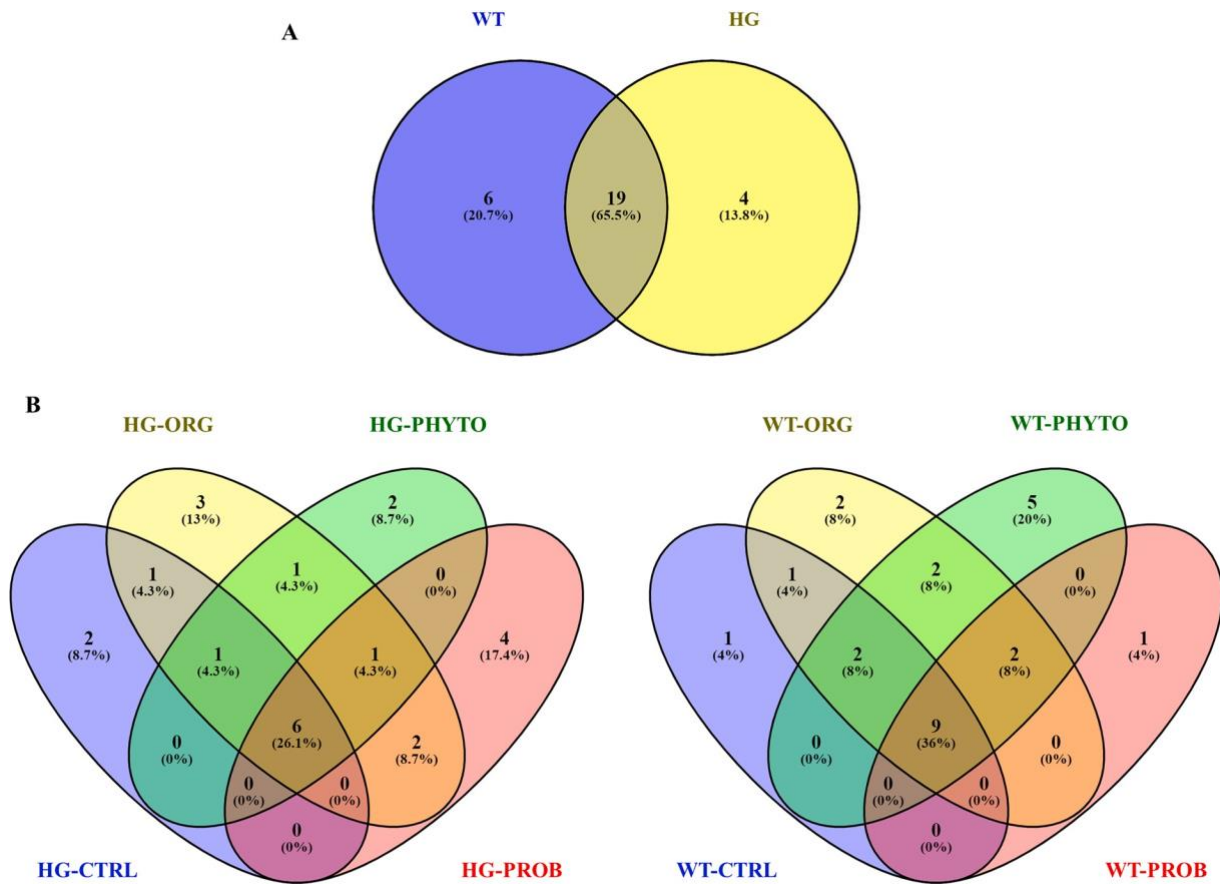 WT HG
A
6 19 4
(20.7%) (65.5%) (13.8%)
B
HG-ORG HG-PHYTO WT-ORG WT-PHYTO
3 2 2 5
(13%) (8.7%) (8%) (20%)
1 1 0 1 2 0
(4.3%) (4.3%) (0%) (4%) (8%) (0%)
2 1 1 4 1 2 2 1
(8.7%) (4.3%) (4.3%) (17.4%) (4%) (8%) (8%) (4%)
6 9
(26.1%) (36%)
0 2 0 0
(0%) (8.7%) (0%) (0%)
0 0 0 0
(0%) (0%) (0%) (0%)
0 0
(0%) (0%)
HG-CTRL HG-PROB WT-CTRL WT-PROB